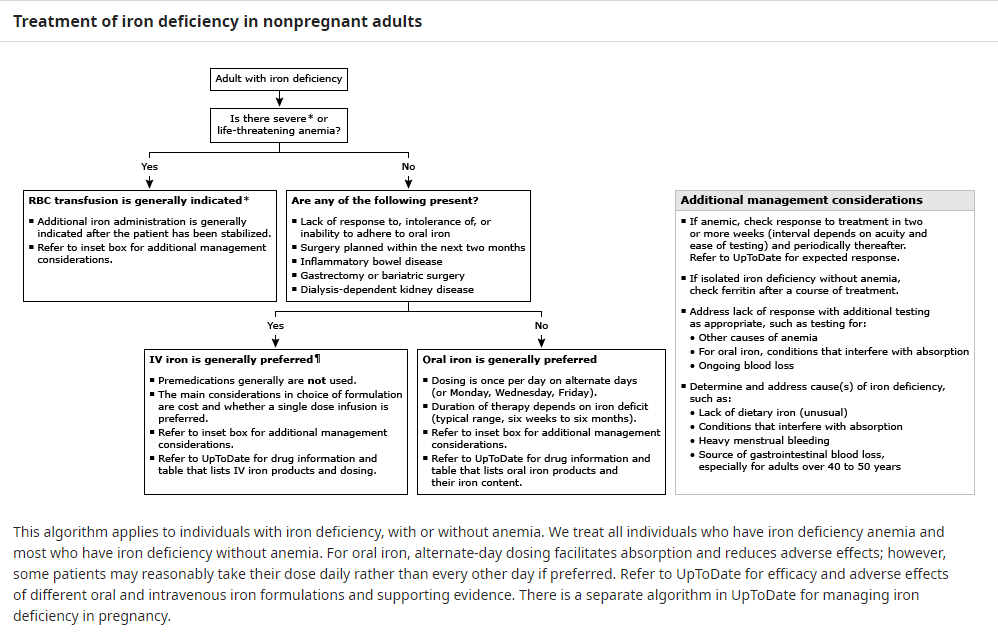 Treatment of iron deficiency in nonpregnant adults
Adult with iron deficiency
Is there severe* or
life-threatening anemia?
Yes
No
RBC transfusion is generally indicated*
▪ Additional iron administration is generally
indicated after the patient has been stabilized.
▪ Refer to inset box for additional management
considerations.
Are any of the following present?
▪ Lack of response to, intolerance of, or
inability to adhere to oral iron
▪ Surgery planned within the next two months
▪ Inflammatory bowel disease
▪ Gastrectomy or bariatric surgery
▪ Dialysis-dependent kidney disease
Yes
No
IV iron is generally preferred¶
▪ Premedications generally are not used.
▪ The main considerations in choice of formulation
are cost and whether a single dose infusion is
preferred.
▪ Refer to inset box for additional management
considerations.
▪ Refer to UpToDate for drug information and
table that lists IV iron products and dosing.
Oral iron is generally preferred
▪ Dosing is once per day on alternate days
(or Monday, Wednesday, Friday).
▪ Duration of therapy depends on iron deficit
(typical range, six weeks to six months).
▪ Refer to inset box for additional management
considerations.
▪ Refer to UpToDate for drug information and
table that lists oral iron products and
their iron content.
Additional management considerations
▪ If anemic, check response to treatment in two
or more weeks (interval depends on acuity and
ease of testing) and periodically thereafter.
Refer to UpToDate for expected response.
▪ If isolated iron deficiency without anemia,
check ferritin after a course of treatment.
▪ Address lack of response with additional testing
as appropriate, such as testing for:
• Other causes of anemia
• For oral iron, conditions that interfere with absorption
• Ongoing blood loss
▪ Determine and address cause(s) of iron deficiency,
such as:
• Lack of dietary iron (unusual)
• Conditions that interfere with absorption
• Heavy menstrual bleeding
• Source of gastrointestinal blood loss,
especially for adults over 40 to 50 years
This algorithm applies to individuals with iron deficiency, with or without anemia. We treat all individuals who have iron deficiency anemia and
most who have iron deficiency without anemia. For oral iron, alternate-day dosing facilitates absorption and reduces adverse effects; however,
some patients may reasonably take their dose daily rather than every other day if preferred. Refer to UpToDate for efficacy and adverse effects
of different oral and intravenous iron formulations and supporting evidence. There is a separate algorithm in UpToDate for managing iron
deficiency in pregnancy.